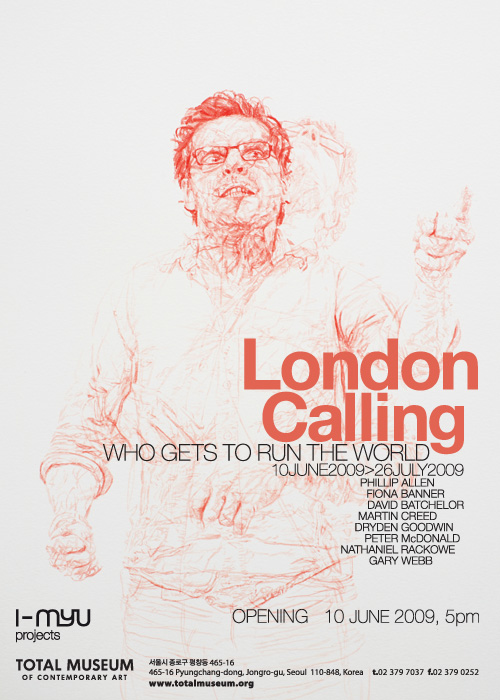 London
Calling
WHO GETS TO RUN THE WORLD
10JUNE2009>26JULY2009
PHILLIP ALLEN
FIONA BANNER
DAVID BATCHELOR
MARTIN CREED
DRYDEN GOODWIN
PETER McDONALD
NATHANIEL RACKOWE
GARY WEBB
OPENING 10 JUNE 2009, 5pm
I-MYU
projects
TOTAL MUSEUM
OF CONTEMPORARY ART
서울시 종로구 평창동 465-16
465-16 Pyungchang-dong, Jongro-gu, Seoul 110-848, Korea t.02 379 7037 f.02 379 0252
www.totalmuseum.org